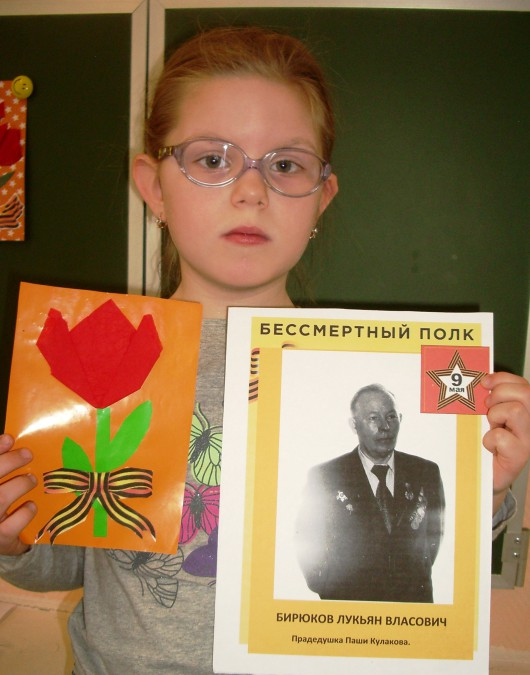 БЕССМЕРТНЫЙ ПОЛК
9
мая
БИРЮКОВ ЛУКЬЯН ВЛАСОВИЧ
Прадедушка Паши Кулакова.